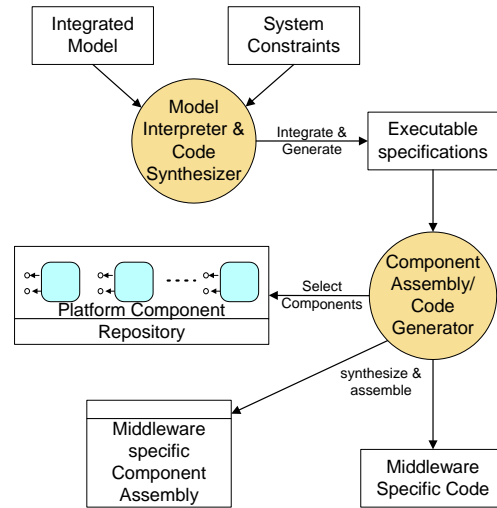 Integrated
Model
System
Constraints
Model
Interpreter &
Code
Synthesizer
Integrate &
Generate
Executable
specifications
Component
Assembly/
Code
Generator
Select
Components
Platform Component
Repository
synthesize &
assemble
Middleware
specific
Component
Assembly
Middleware
Specific Code